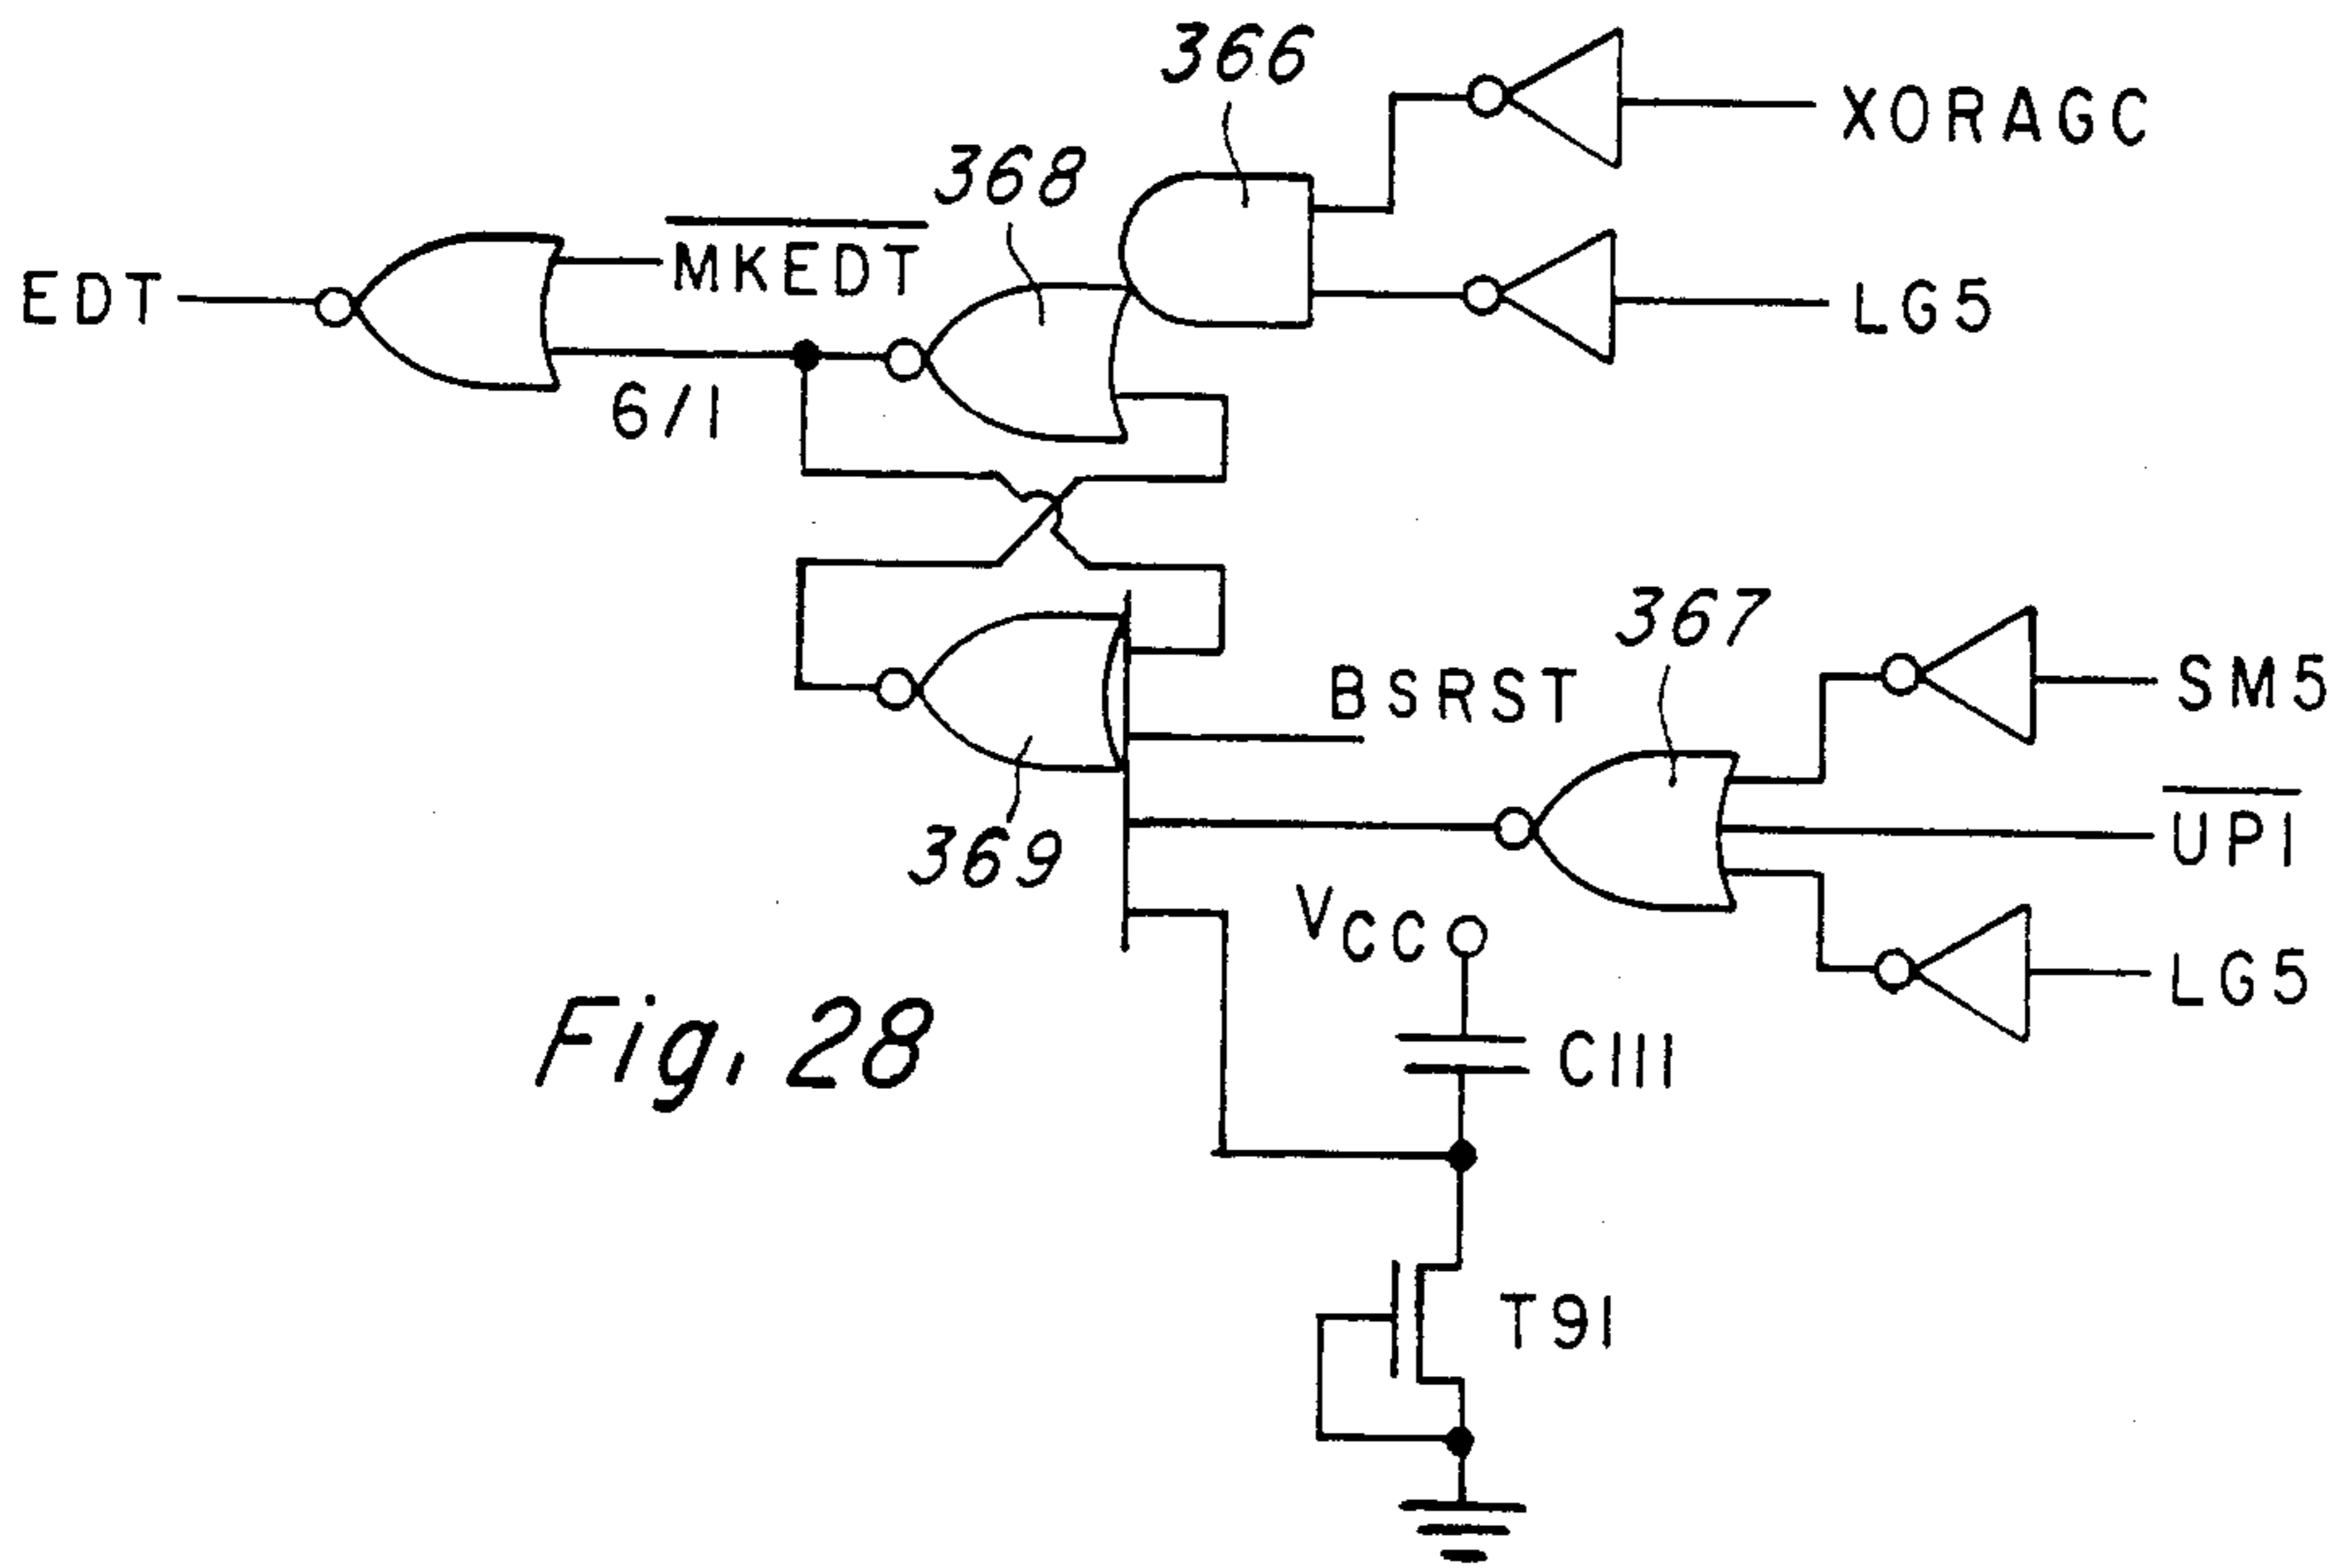 366
XORAGC
368
MKEDT
EDT
LG5
6/1
367
BSRST
SM5
369
UP1
VCC
LG5
Fig. 28
C111
T91